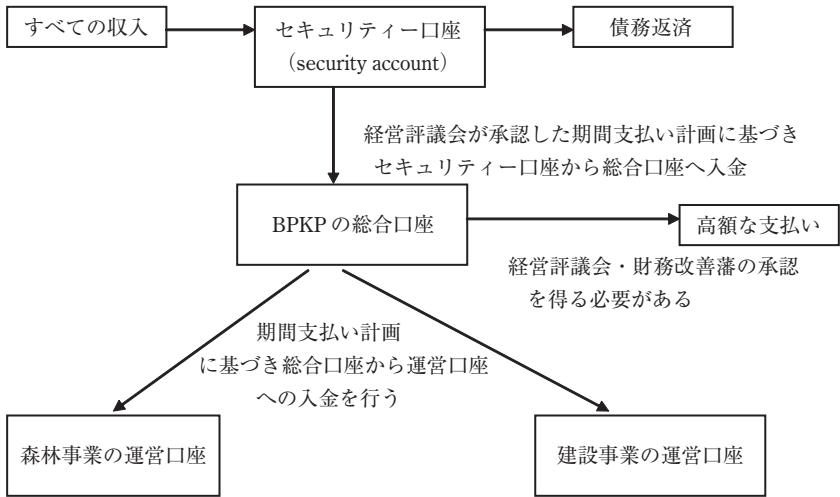 すべての収入
セキュリティー口座
（security account）
債務返済
経営評議会が承認した期間支払い計画に基づき
セキュリティー口座から総合口座へ入金
BPKP の総合口座
高額な支払い
経営評議会・財務改善藩の承認
を得る必要がある
期間支払い計画
に基づき総合口座から運営口座
への入金を行う
森林事業の運営口座
建設事業の運営口座